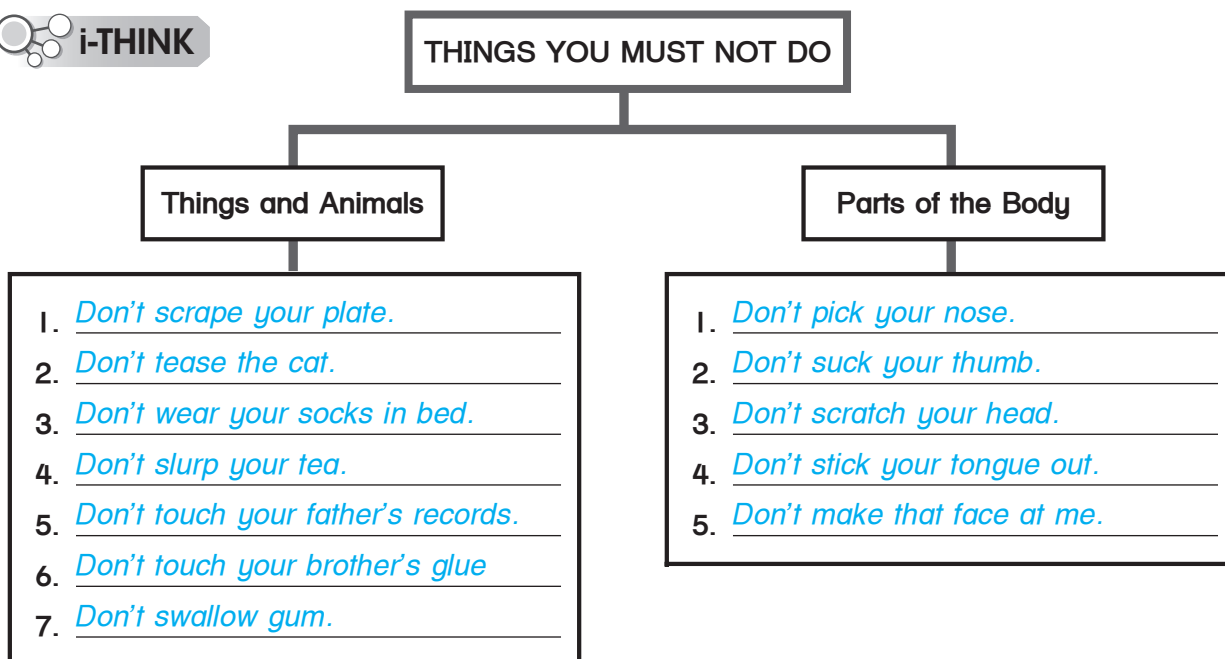 i-THINK
THINGS YOU MUST NOT DO
Things and Animals
1. Don't scrape your plate.
2. Don't tease the cat.
3. Don't wear your socks in bed.
4. Don't slurp your tea.
5. Don't touch your father's records.
6. Don't touch your brother's glue
7. Don't swallow gum.
Parts of the Body
1. Don't pick your nose.
2. Don't suck your thumb.
3. Don't scratch your head.
4. Don't stick your tongue out.
5. Don't make that face at me.